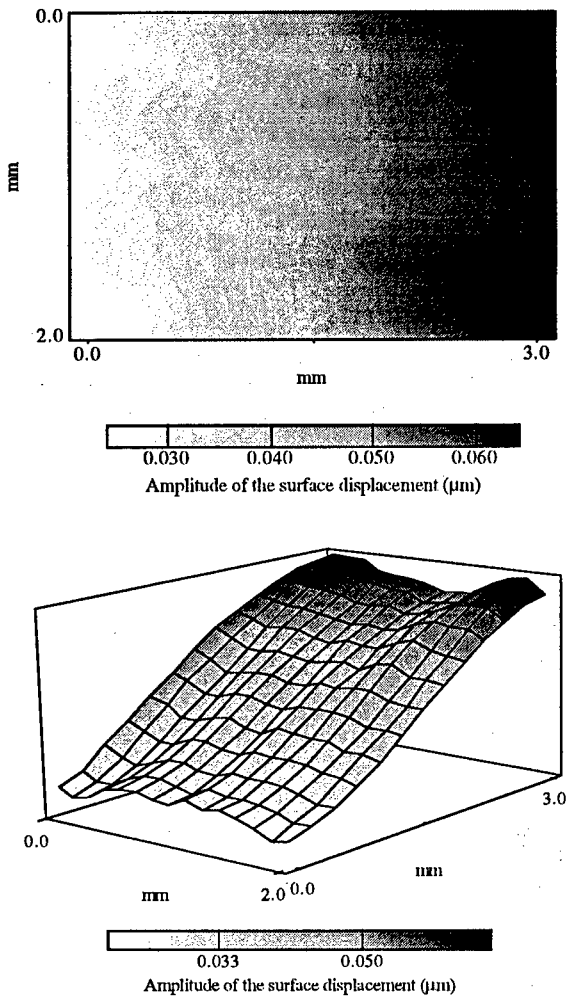 0.0
mm
2.0
0.0 3.0
mm
0.030 0.040 0.050 0.060
Amplitude of the surface displacement (µm)
0.0
3.0
mm
mm
2.0 0.0
0.033 0.050
Amplitude of the surface displacement (µm)